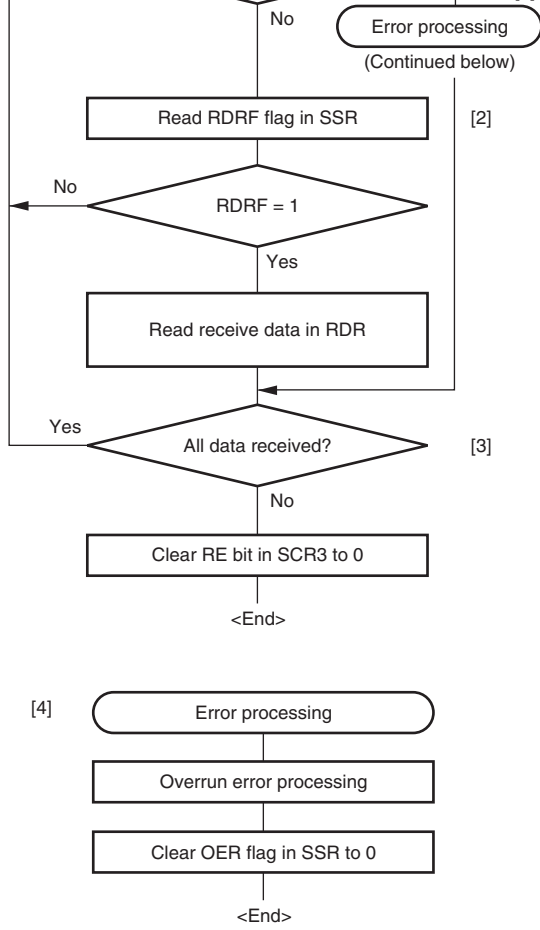 No
Error processing
(Continued below)
Read RDRF flag in SSR
[2]
No
RDRF = 1
Yes
Read receive data in RDR
Yes
All data received?
[3]
No
Clear RE bit in SCR3 to 0
<End>
[4]
Error processing
Overrun error processing
Clear OER flag in SSR to 0
<End>